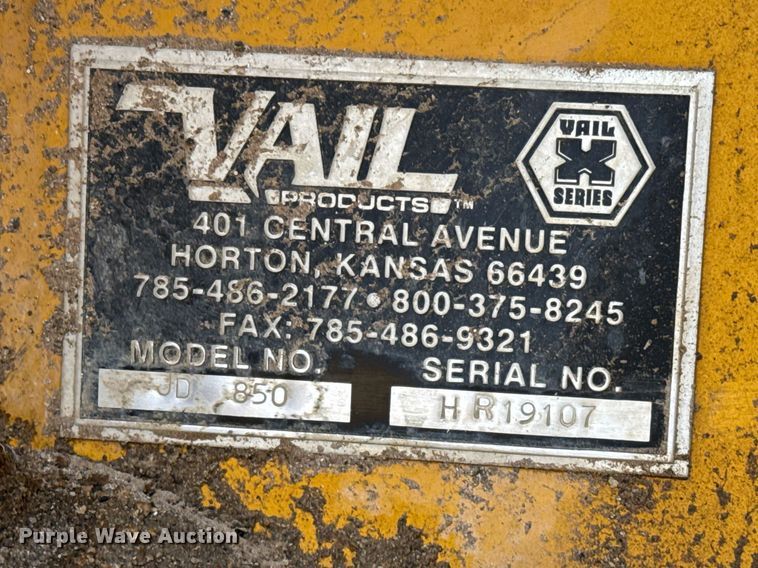 VAIL
PRODUCTS™
VAIL
X
SERIES
401 CENTRAL AVENUE
HORTON, KANSAS 66439
785-486-2177 • 800-375-8245
FAX: 785-486-9321
MODEL NO. SERIAL NO.
JD 850 HR19107
Purple Wave Auction